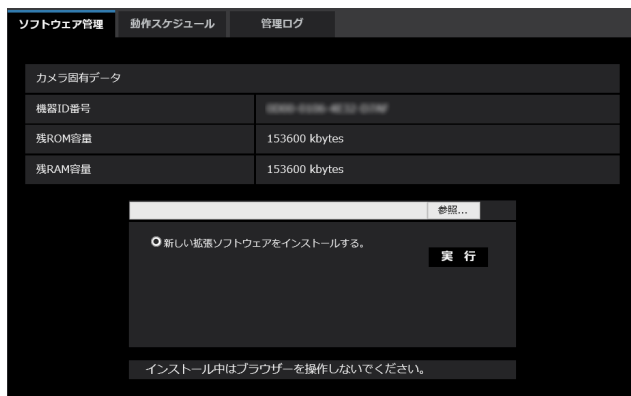 ソフトウェア管理 動作スケジュール 管理ログ
カメラ固有データ
機器ID番号
残ROM容量 153600 kbytes
残RAM容量 153600 kbytes
参照...
新しい拡張ソフトウェアをインストールする。
実 行
インストール中はブラウザーを操作しないでください。